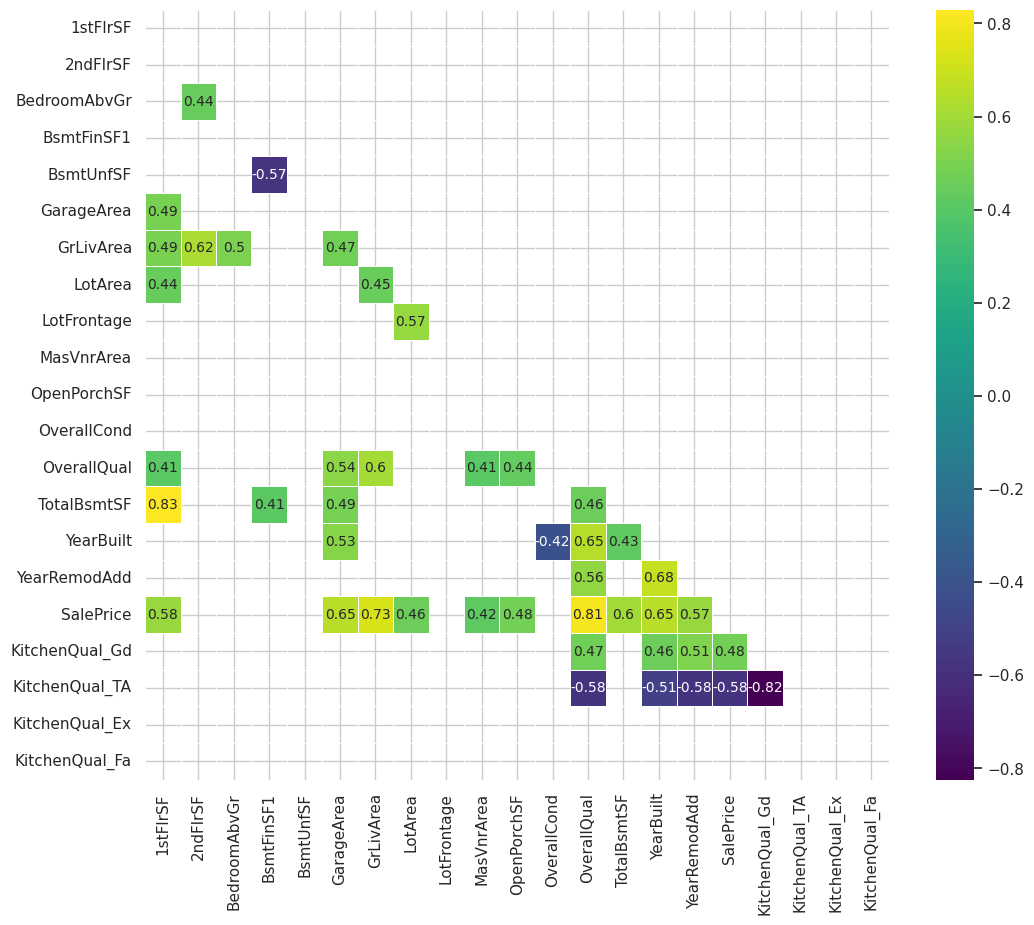 1stFlrSF
2ndFlrSF
BedroomAbvGr 0.44
BsmtFinSF1
BsmtUnfSF -0.57
GarageArea 0.49
GrLivArea 0.49 0.62 0.5 0.47
LotArea 0.44 0.45
LotFrontage 0.57
MasVnrArea
OpenPorchSF
OverallCond
OverallQual 0.41 0.54 0.6 0.41 0.44
TotalBsmtSF 0.83 0.41 0.49 0.46
YearBuilt 0.53 -0.42 0.65 0.43
YearRemodAdd 0.56 0.68
SalePrice 0.58 0.65 0.73 0.46 0.42 0.48 0.81 0.6 0.65 0.57
KitchenQual_Gd 0.47 0.46 0.51 0.48
KitchenQual_TA -0.58 -0.51 -0.58 -0.58 -0.82
KitchenQual_Ex
KitchenQual_Fa
1stFlrSF
2ndFlrSF
BedroomAbvGr
BsmtFinSF1
BsmtUnfSF
GarageArea
GrLivArea
LotArea
LotFrontage
MasVnrArea
OpenPorchSF
OverallCond
OverallQual
TotalBsmtSF
YearBuilt
YearRemodAdd
SalePrice
KitchenQual_Gd
KitchenQual_TA
KitchenQual_Ex
KitchenQual_Fa
0.8
0.6
0.4
0.2
0.0
−0.2
−0.4
−0.6
−0.8